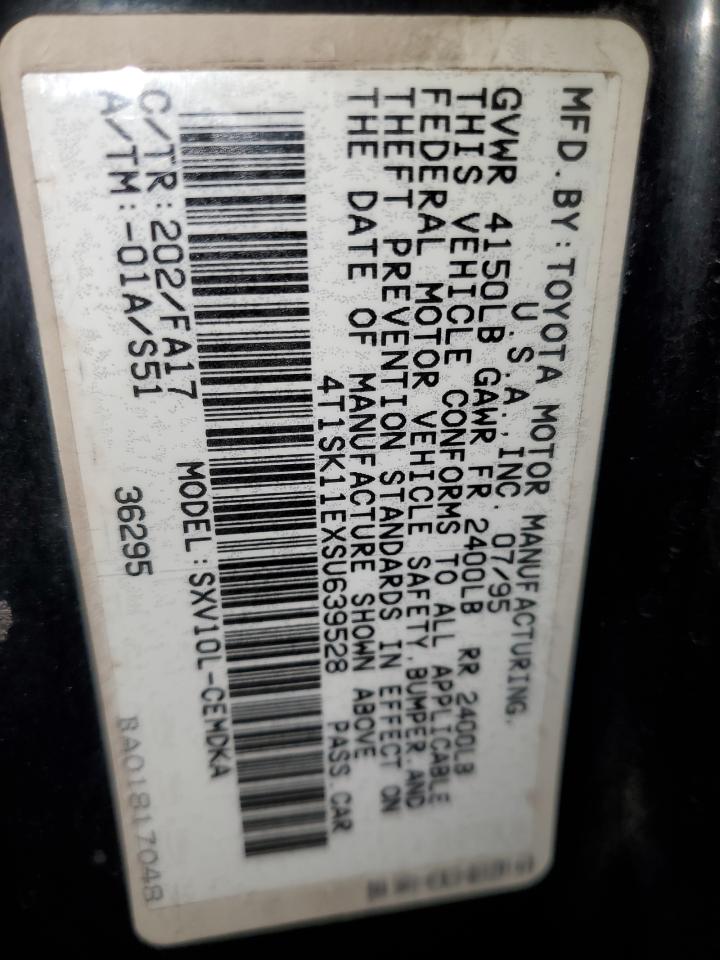 MFD.BY:TOYOTA MOTOR MANUFACTURING,
U.S.A.,INC. 07/95
GVWR 4150LB GAWR FR 2400LB RR 2400LB
THIS VEHICLE CONFORMS TO ALL APPLICABLE
FEDERAL MOTOR VEHICLE SAFETY,BUMPER,AND
THEFT PREVENTION STANDARDS IN EFFECT ON
THE DATE OF MANUFACTURE SHOWN ABOVE
4T1SK11EXSU639528 PASS.CAR
C/TR:202/FA17 MODEL:SXV10L-CEMDKA
A/TM:-01A/S51 36295
BA01817048